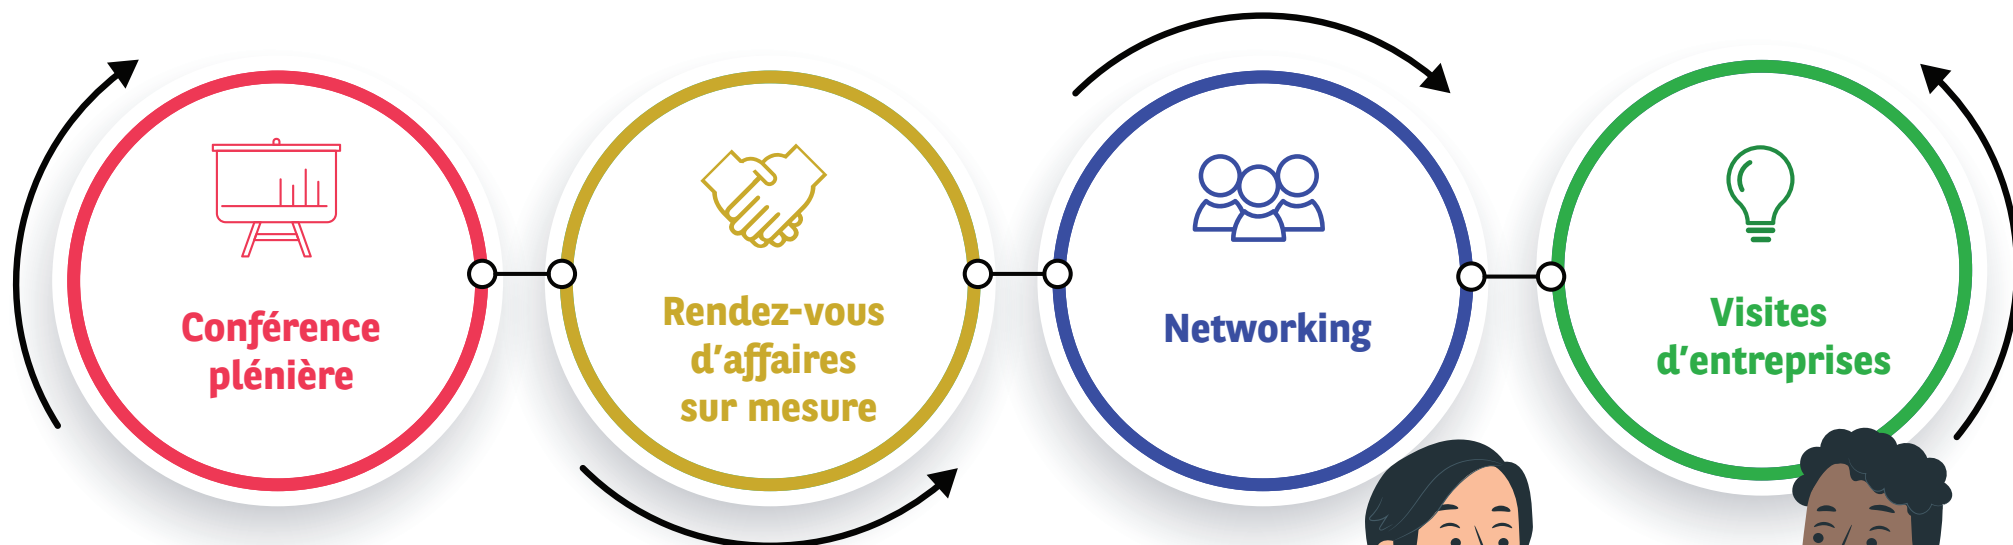 Conférence
plénière
Rendez-vous
d'affaires
sur mesure
Networking
Visites
d'entreprises